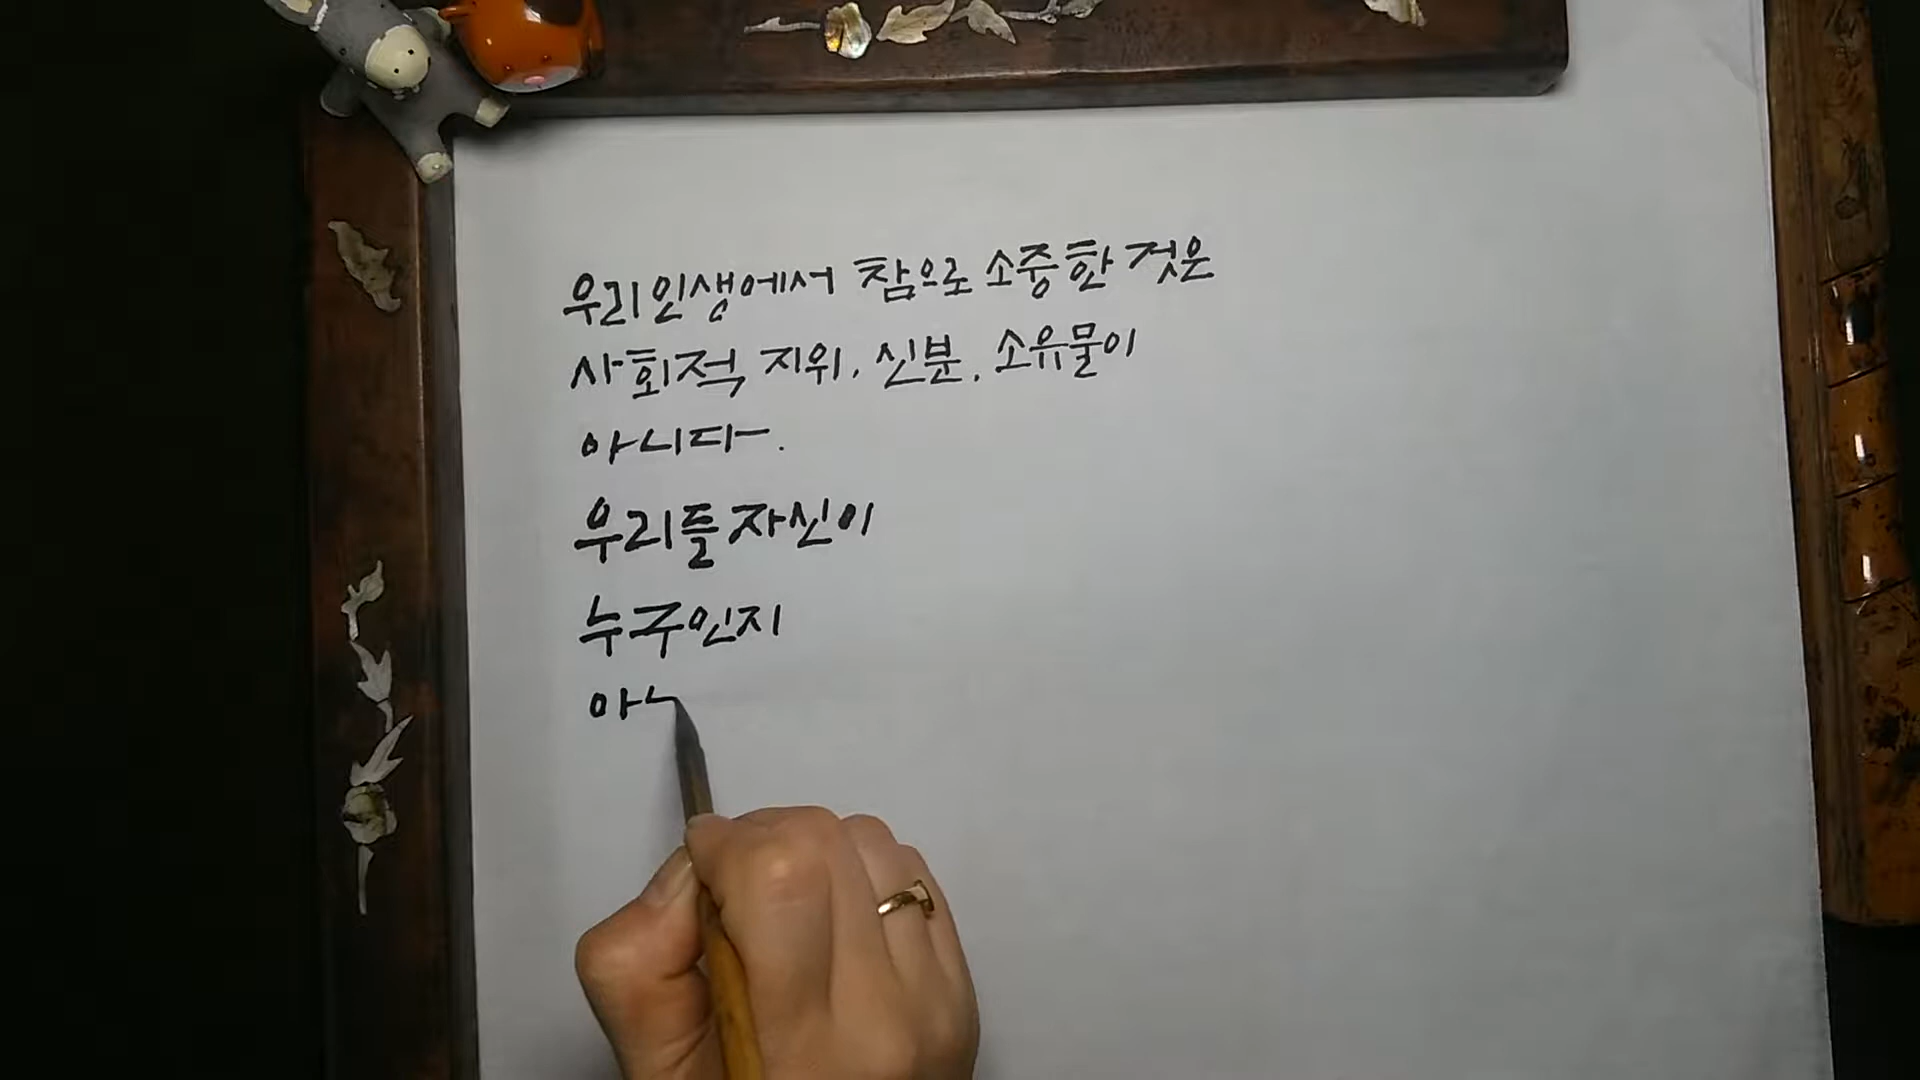 우리 인생에서 참으로 소중한 것은
사회적 지위, 신분, 소유물이
아니다.
우리들 자신이
누구인지
아